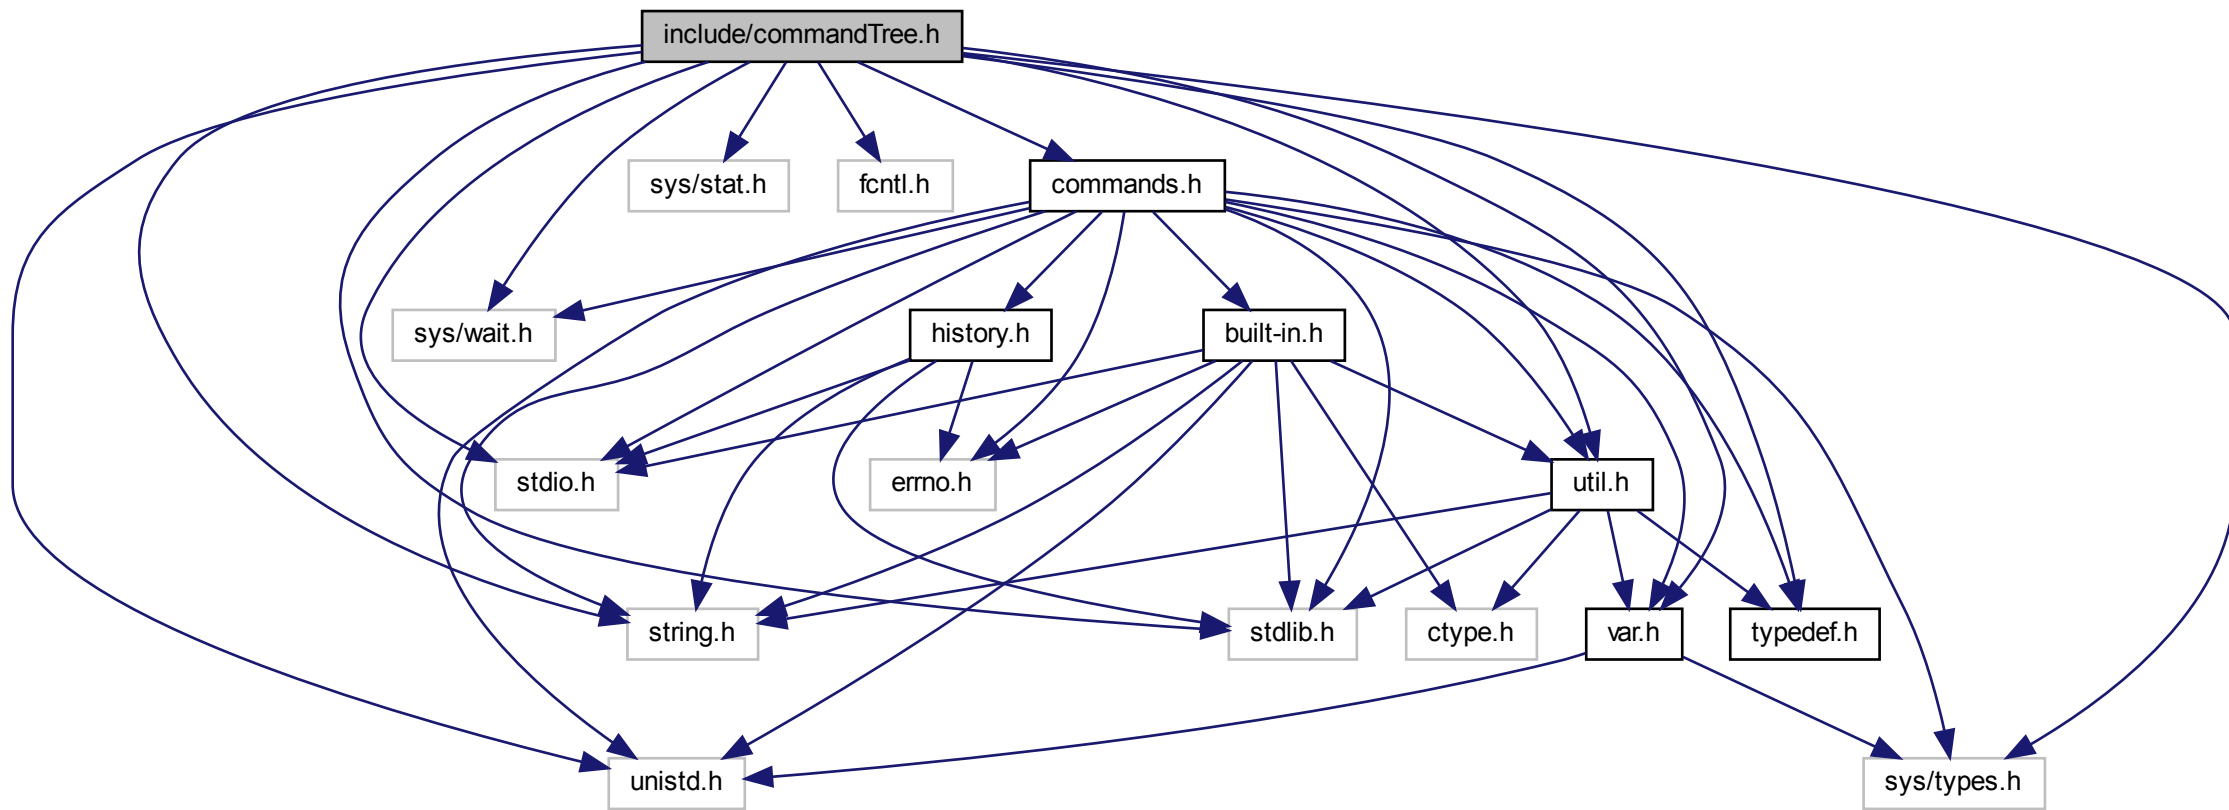 include/commandTree.h
sys/stat.h
fcntl.h
commands.h
sys/wait.h
history.h
built-in.h
stdio.h
errno.h
util.h
string.h
stdlib.h
ctype.h
var.h
typedef.h
unistd.h
sys/types.h